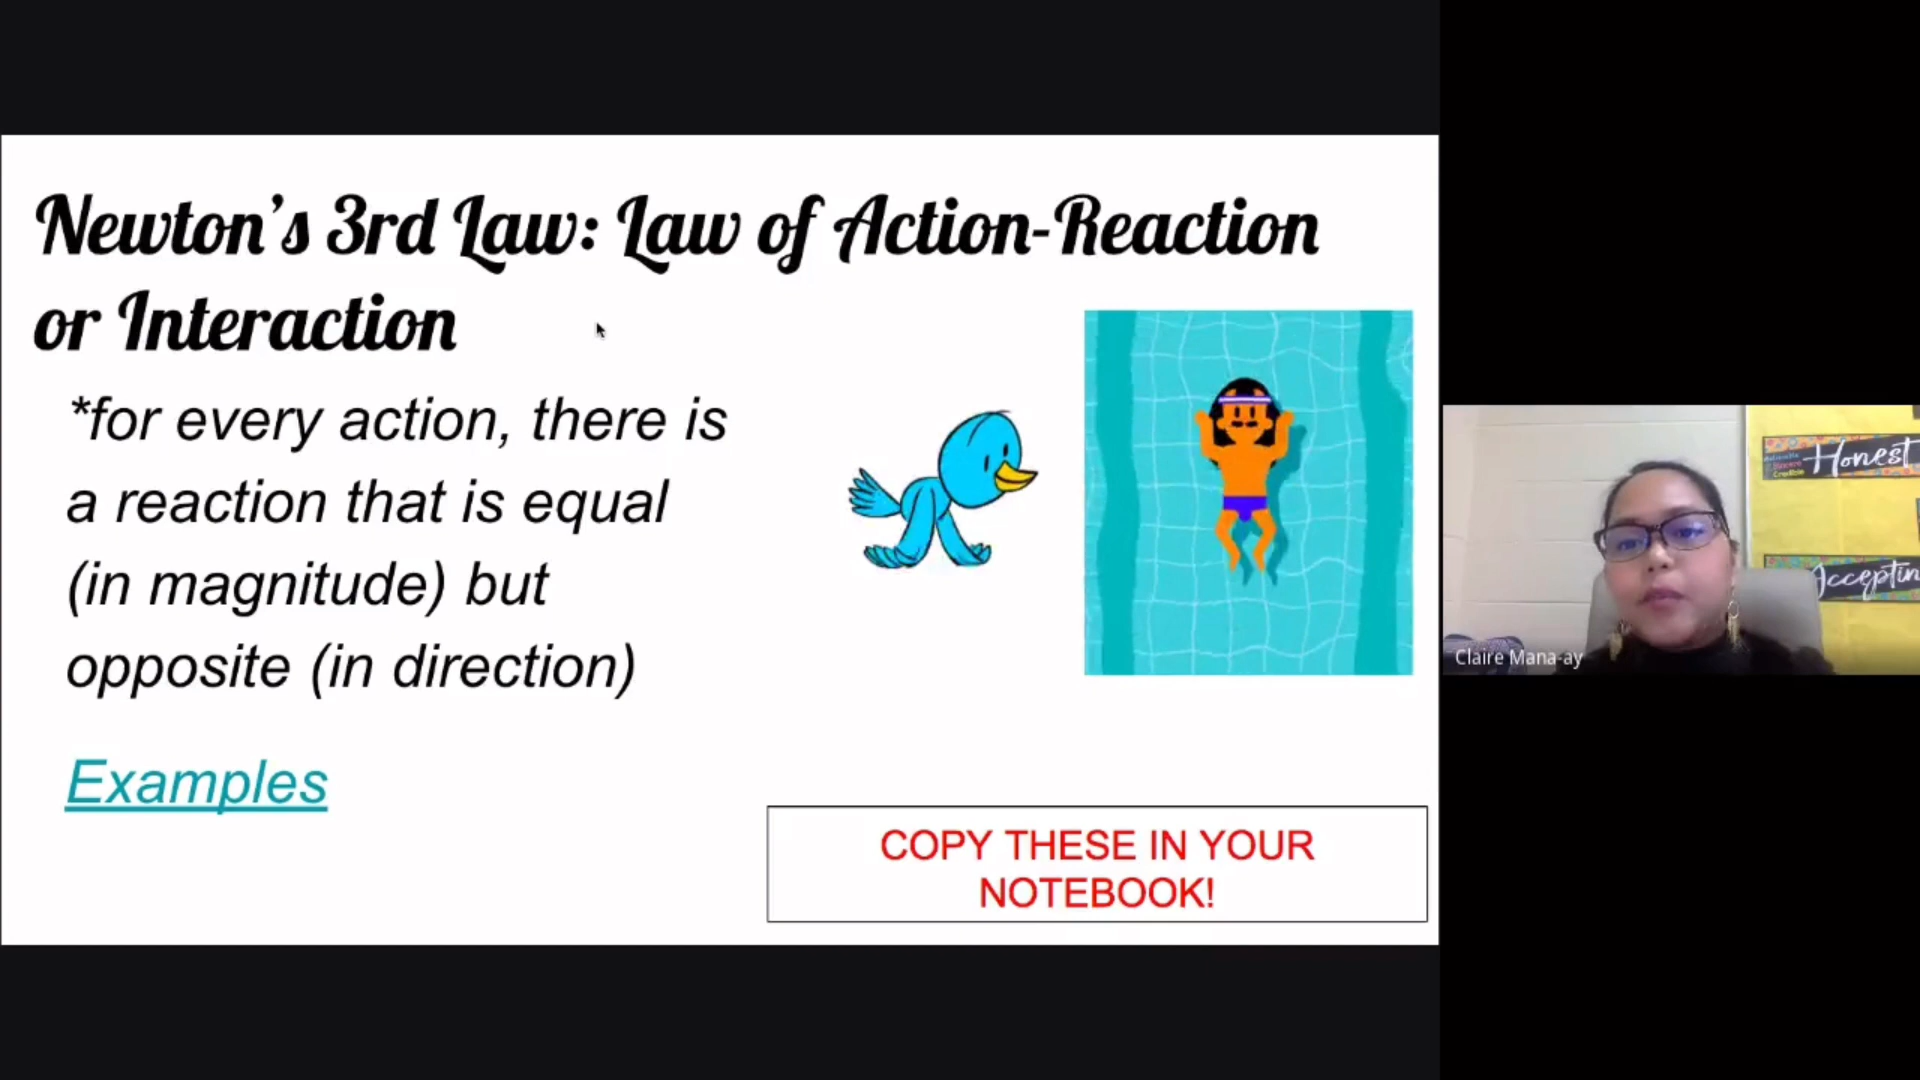 Newton's 3rd Law: Law of Action-Reaction
or Interaction
*for every action, there is
a reaction that is equal
(in magnitude) but
opposite (in direction)
Examples
COPY THESE IN YOUR
NOTEBOOK!
Honest
Acceptin
Claire Mana-ay